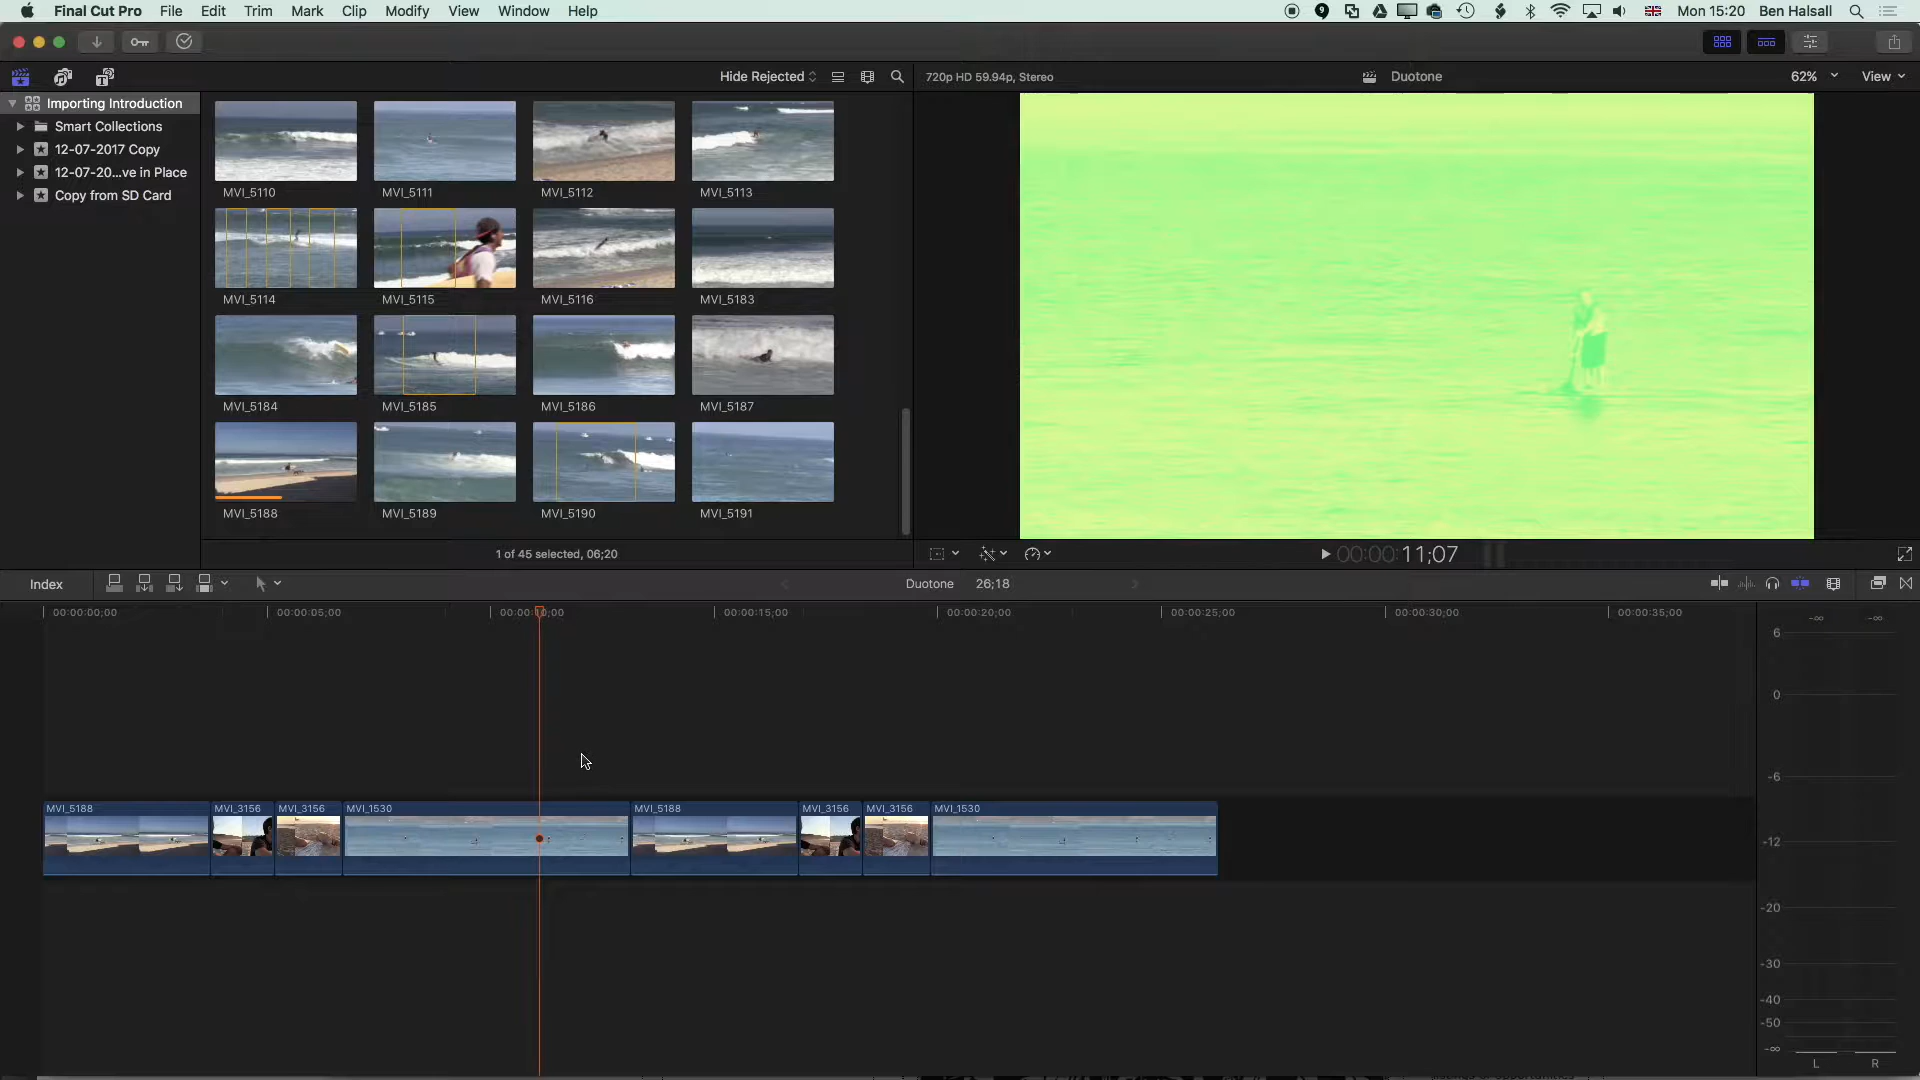 Final Cut Pro File Edit Trim Mark Clip Modify View Window Help
9
Mon 15:20 Ben Halsall
Hide Rejected
720p HD 59.94p, Stereo
Duotone
62%
View
Importing Introduction
Smart Collections
12-07-2017 Copy
12-07-20...ve in Place
Copy from SD Card
MVI_5110 MVI_5111 MVI_5112 MVI_5113
MVI_5114 MVI_5115 MVI_5116 MVI_5183
MVI_5184 MVI_5185 MVI_5186 MVI_5187
MVI_5188 MVI_5189 MVI_5190 MVI_5191
1 of 45 selected, 06;20
00:00:11;07
Index
Duotone 26;18
00:00:00;00 00:00:05;00 00:00:10;00 00:00:15;00 00:00:20;00 00:00:25;00 00:00:30;00 00:00:35;00
MVI_5188 MVI_3156 MVI_3156 MVI_1530 MVI_5188 MVI_3156 MVI_3156 MVI_1530
-∞ -∞
6
0
-6
-12
-20
-30
-40
-50
-∞
L R